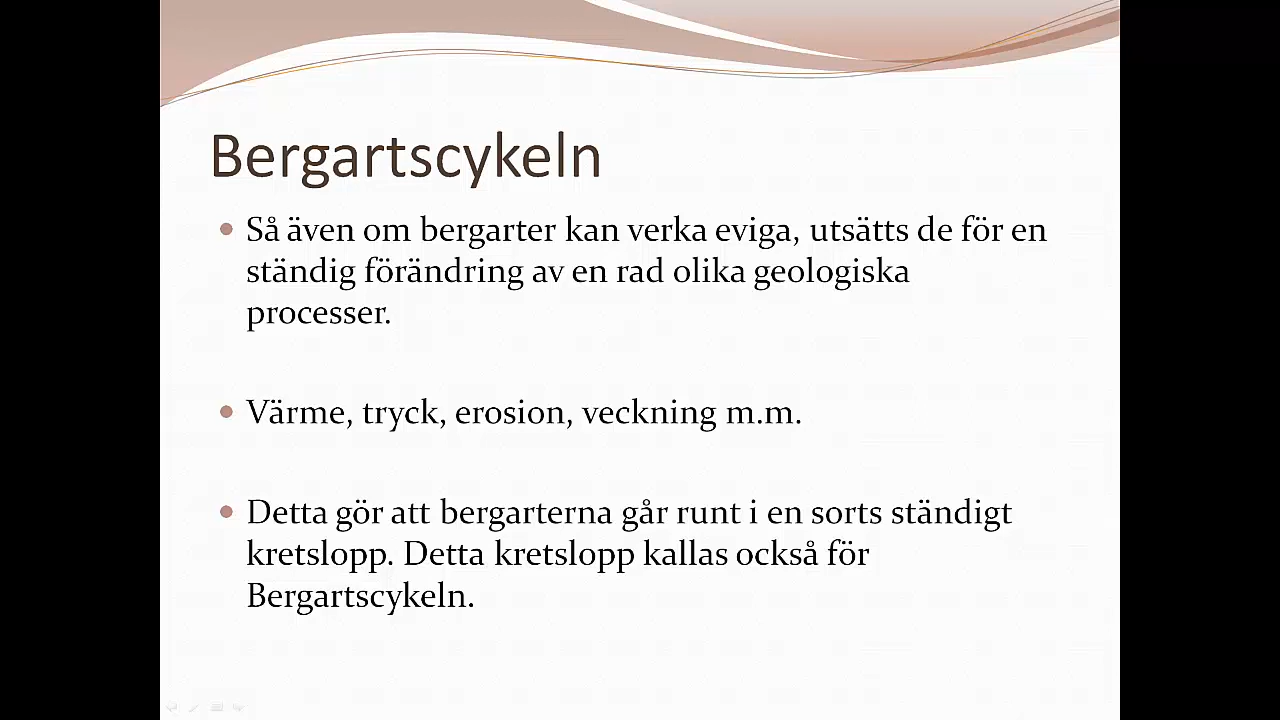 Bergartscykeln
Så även om bergarter kan verka eviga, utsätts de för en
ständig förändring av en rad olika geologiska
processer.
Värme, tryck, erosion, veckning m.m.
Detta gör att bergarterna går runt i en sorts ständigt
kretslopp. Detta kretslopp kallas också för
Bergartscykeln.